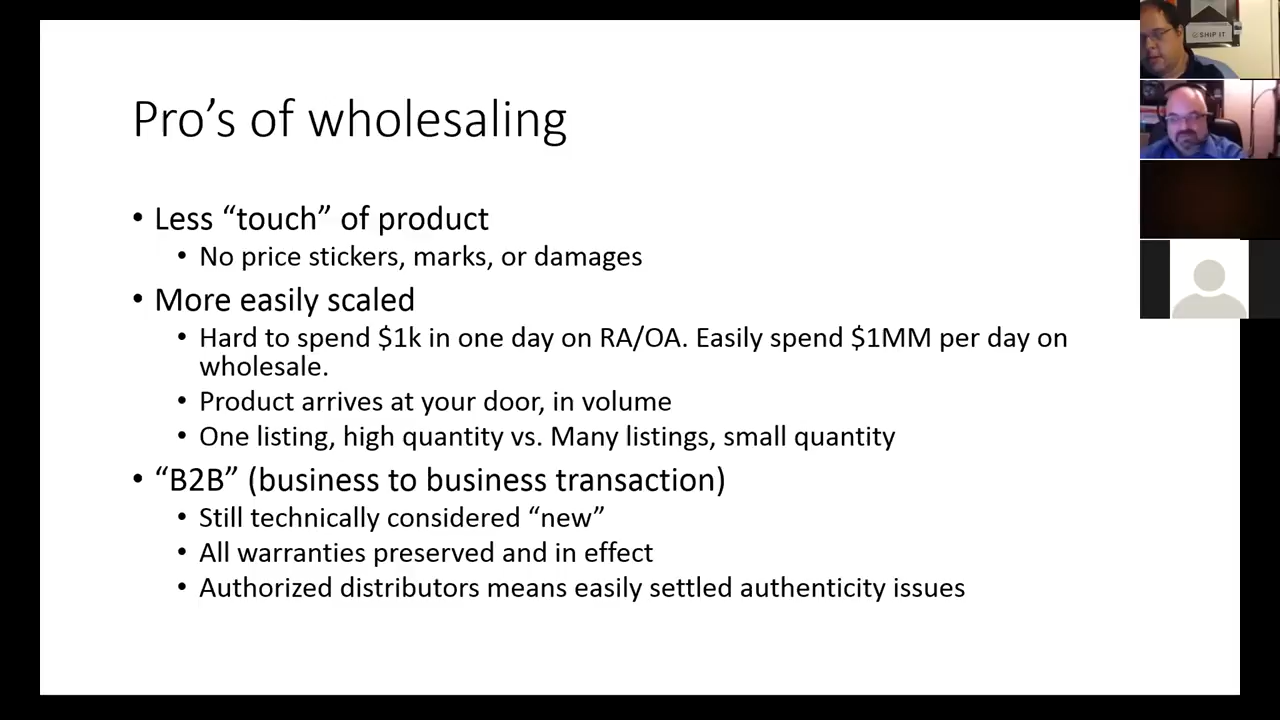 Pro’s of wholesaling
• Less “touch” of product
• No price stickers, marks, or damages
• More easily scaled
• Hard to spend $1k in one day on RA/OA. Easily spend $1MM per day on
wholesale.
• Product arrives at your door, in volume
• One listing, high quantity vs. Many listings, small quantity
• “B2B” (business to business transaction)
• Still technically considered “new”
• All warranties preserved and in effect
• Authorized distributors means easily settled authenticity issues
SHIP IT